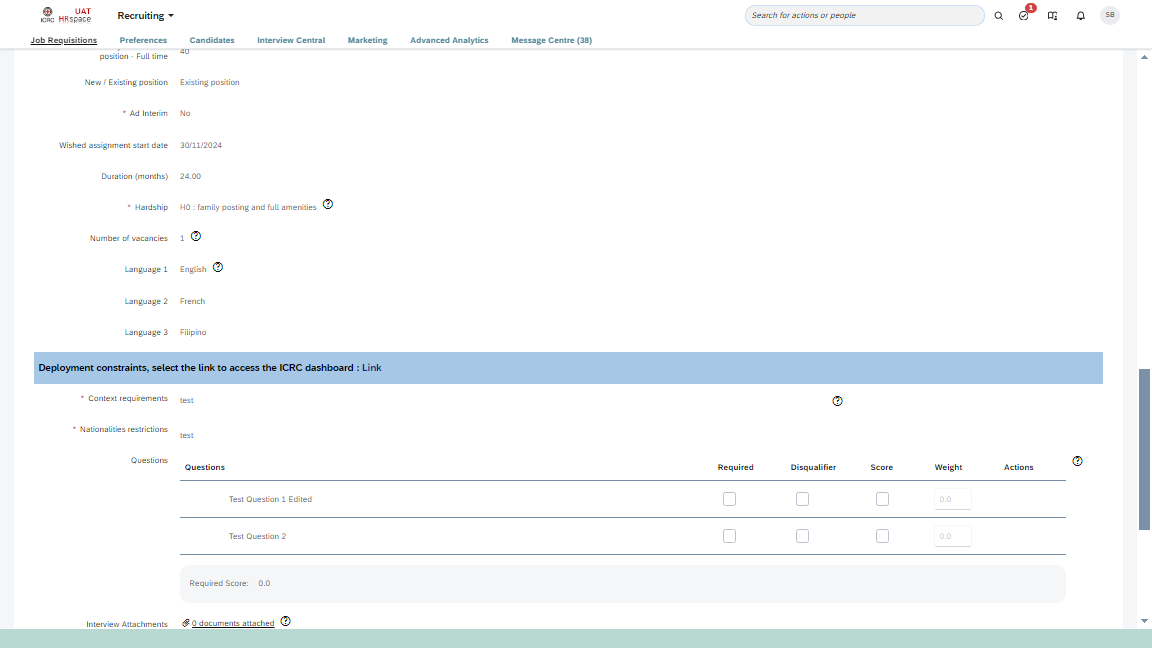 ICRC
UAT
HRspace
Recruiting
Search for actions or people
1
SB
Job Requisitions
Preferences
Candidates
Interview Central
Marketing
Advanced Analytics
Message Centre (38)
position - Full time
40
New / Existing position
Existing position
* Ad Interim
No
Wished assignment start date
30/11/2024
Duration (months)
24.00
* Hardship
H0 : family posting and full amenities
Number of vacancies
1
Language 1
English
Language 2
French
Language 3
Filipino
Deployment constraints, select the link to access the ICRC dashboard : Link
* Context requirements
test
* Nationalities restrictions
test
Questions
Questions
Required
Disqualifier
Score
Weight
Actions
Test Question 1 Edited
0.0
Test Question 2
0.0
Required Score: 0.0
Interview Attachments
0 documents attached